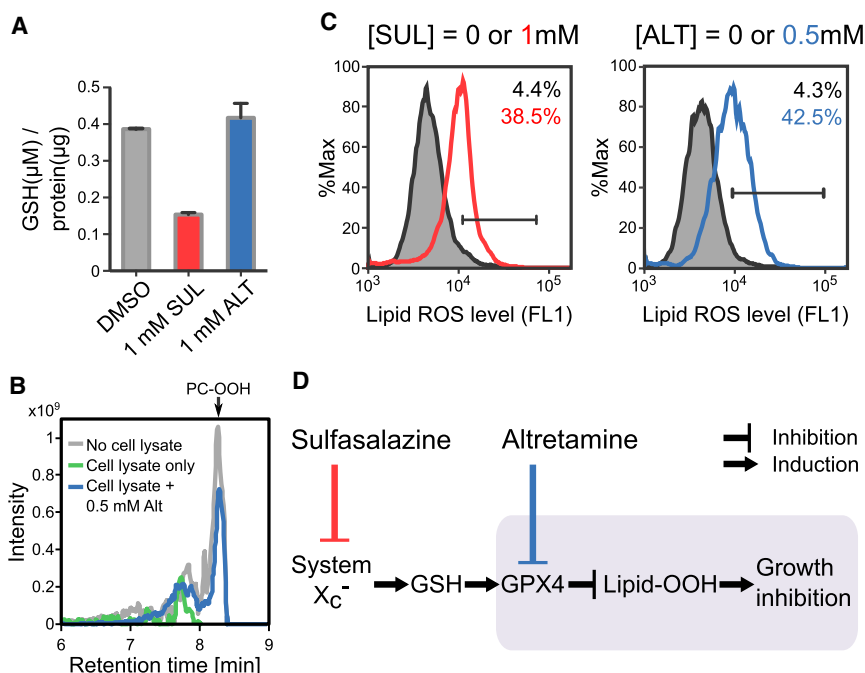 A
GSH(µM) /
protein(µg)
0.5
0.4
0.3
0.2
0.1
0
DMSO
1 mM SUL
1 mM ALT
C
[SUL] = 0 or 1mM
%Max
100
80
60
40
20
0
4.4%
38.5%
10³
10⁴
10⁵
Lipid ROS level (FL1)
[ALT] = 0 or 0.5mM
%Max
100
80
60
40
20
0
4.3%
42.5%
10³
10⁴
10⁵
Lipid ROS level (FL1)
B
PC-OOH
x10⁹
Intensity
1
0.8
0.6
0.4
0.2
0
No cell lysate
Cell lysate only
Cell lysate +
0.5 mM Alt
6
7
8
9
Retention time [min]
D
Sulfasalazine
Altretamine
Inhibition
Induction
System
Xc⁻
GSH
GPX4
Lipid-OOH
Growth
inhibition